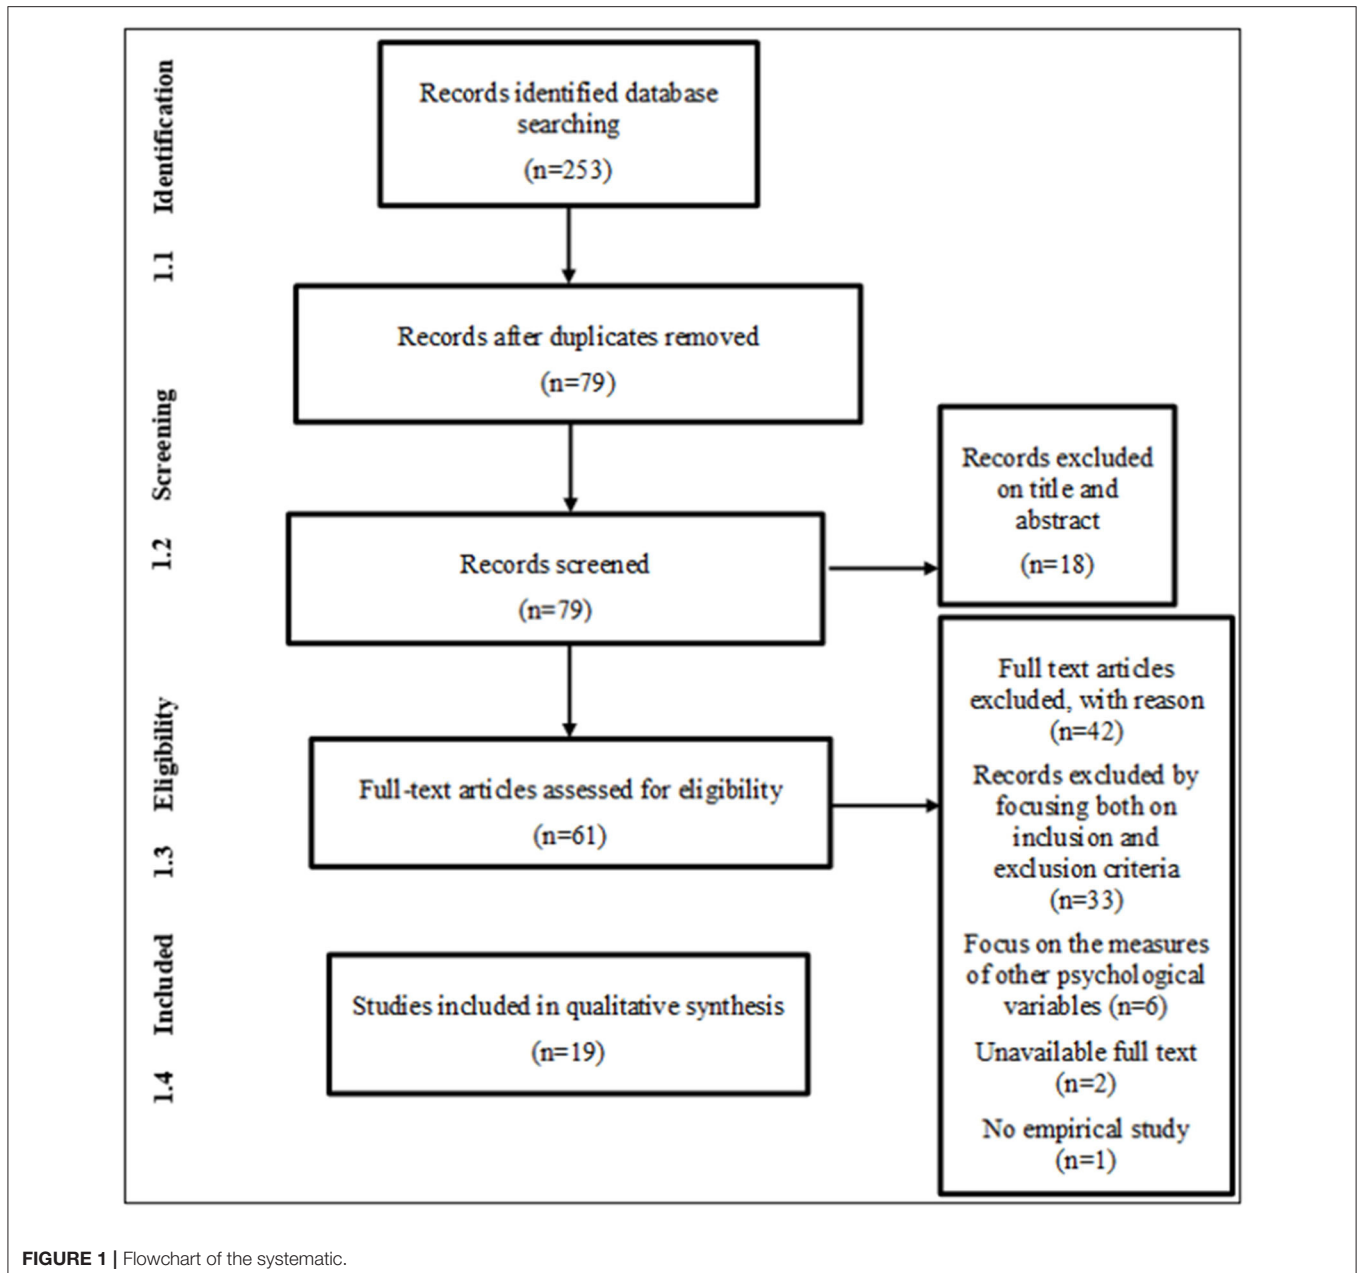 1.1 Identification
Records identified database
searching
(n=253)
Records after duplicates removed
(n=79)
1.2 Screening
Records screened
(n=79)
Records excluded
on title and
abstract
(n=18)
1.3 Eligibility
Full-text articles assessed for eligibility
(n=61)
Full text articles
excluded, with reason
(n=42)
Records excluded by
focusing both on
inclusion and
exclusion criteria
(n=33)
Focus on the measures
of other psychological
variables (n=6)
Unavailable full text
(n=2)
No empirical study
(n=1)
1.4 Included
Studies included in qualitative synthesis
(n=19)
FIGURE 1 | Flowchart of the systematic.